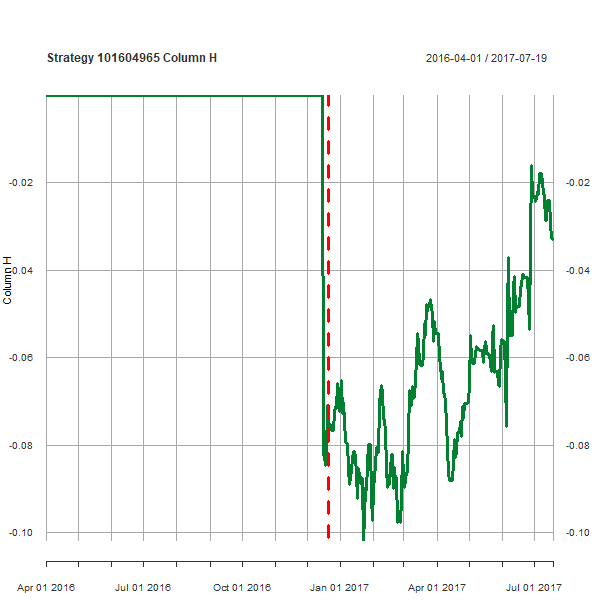 Strategy 101604965 Column H
2016-04-01 / 2017-07-19
-0.02
-0.02
-0.04
-0.04
Column H
-0.06
-0.06
-0.08
-0.08
-0.10
-0.10
Apr 01 2016
Jul 01 2016
Oct 01 2016
Jan 01 2017
Apr 01 2017
Jul 01 2017